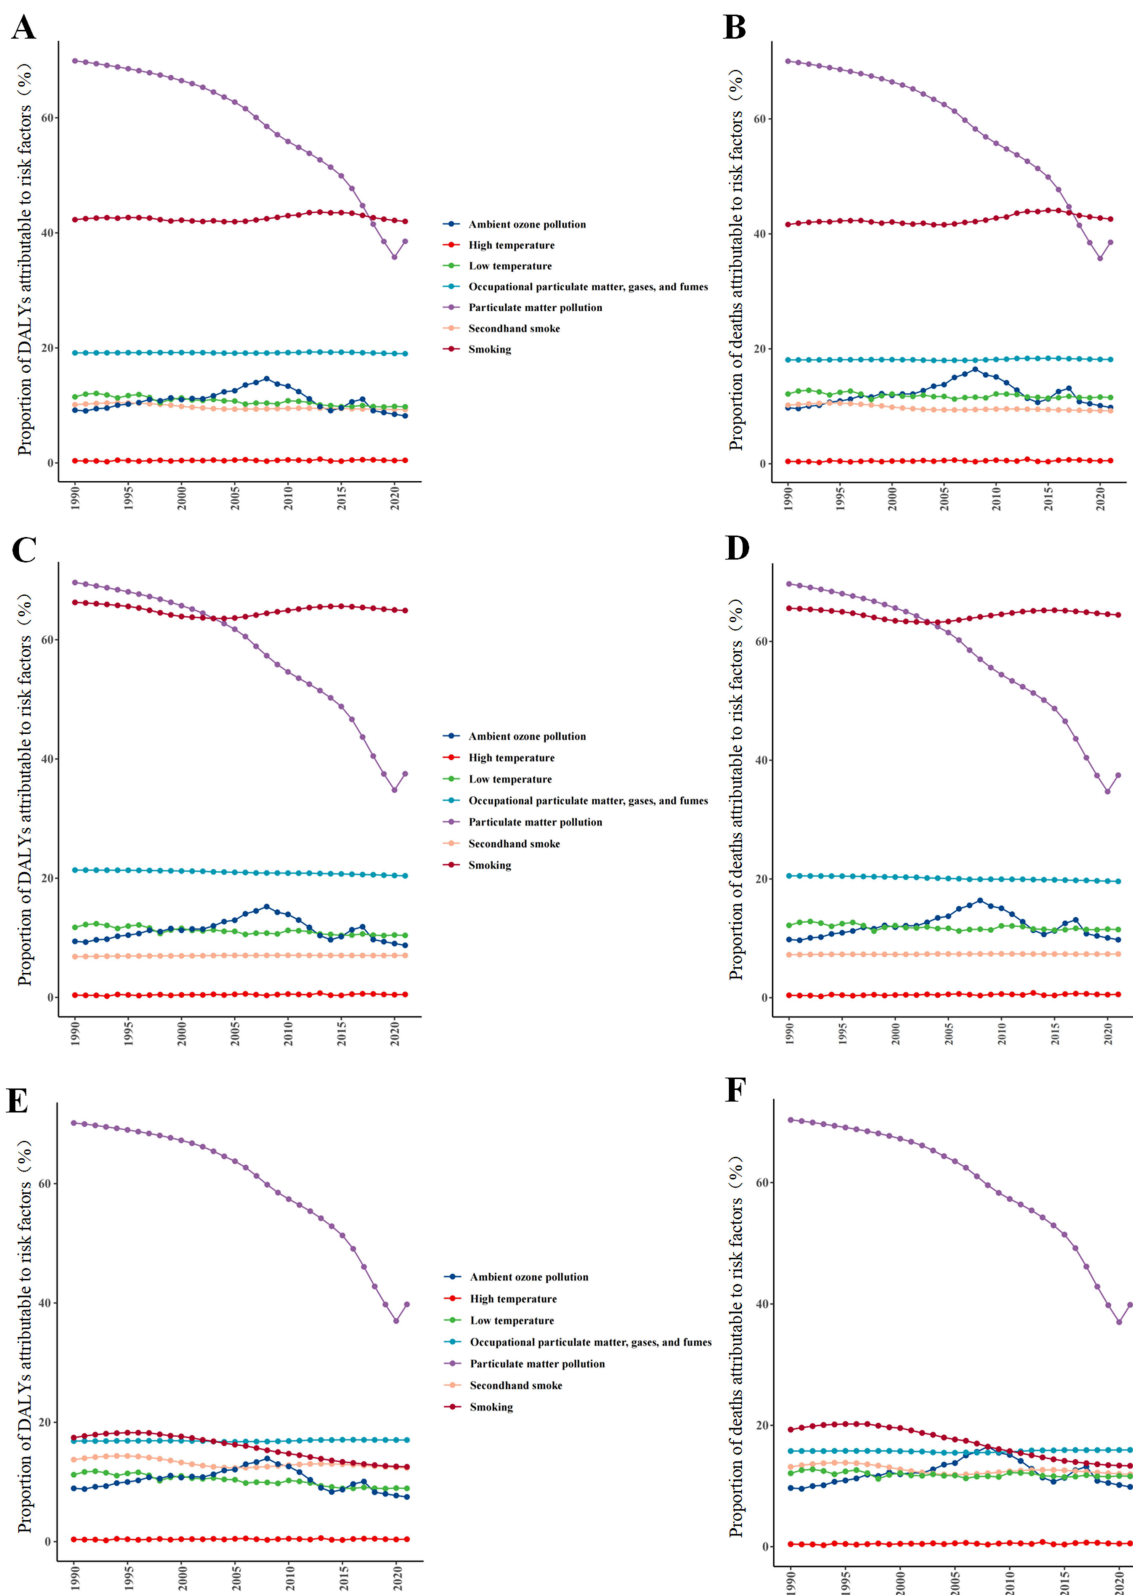 A
Proportion of DALYs attributable to risk factors（%）
60
40
20
0
1990
1995
2000
2005
2010
2015
2020
Ambient ozone pollution
High temperature
Low temperature
Occupational particulate matter, gases, and fumes
Particulate matter pollution
Secondhand smoke
Smoking
B
Proportion of deaths attributable to risk factors（%）
60
40
20
0
1990
1995
2000
2005
2010
2015
2020
C
Proportion of DALYs attributable to risk factors（%）
60
40
20
0
1990
1995
2000
2005
2010
2015
2020
Ambient ozone pollution
High temperature
Low temperature
Occupational particulate matter, gases, and fumes
Particulate matter pollution
Secondhand smoke
Smoking
D
Proportion of deaths attributable to risk factors（%）
60
40
20
0
1990
1995
2000
2005
2010
2015
2020
E
Proportion of DALYs attributable to risk factors（%）
60
40
20
0
1990
1995
2000
2005
2010
2015
2020
Ambient ozone pollution
High temperature
Low temperature
Occupational particulate matter, gases, and fumes
Particulate matter pollution
Secondhand smoke
Smoking
F
Proportion of deaths attributable to risk factors（%）
60
40
20
0
1990
1995
2000
2005
2010
2015
2020